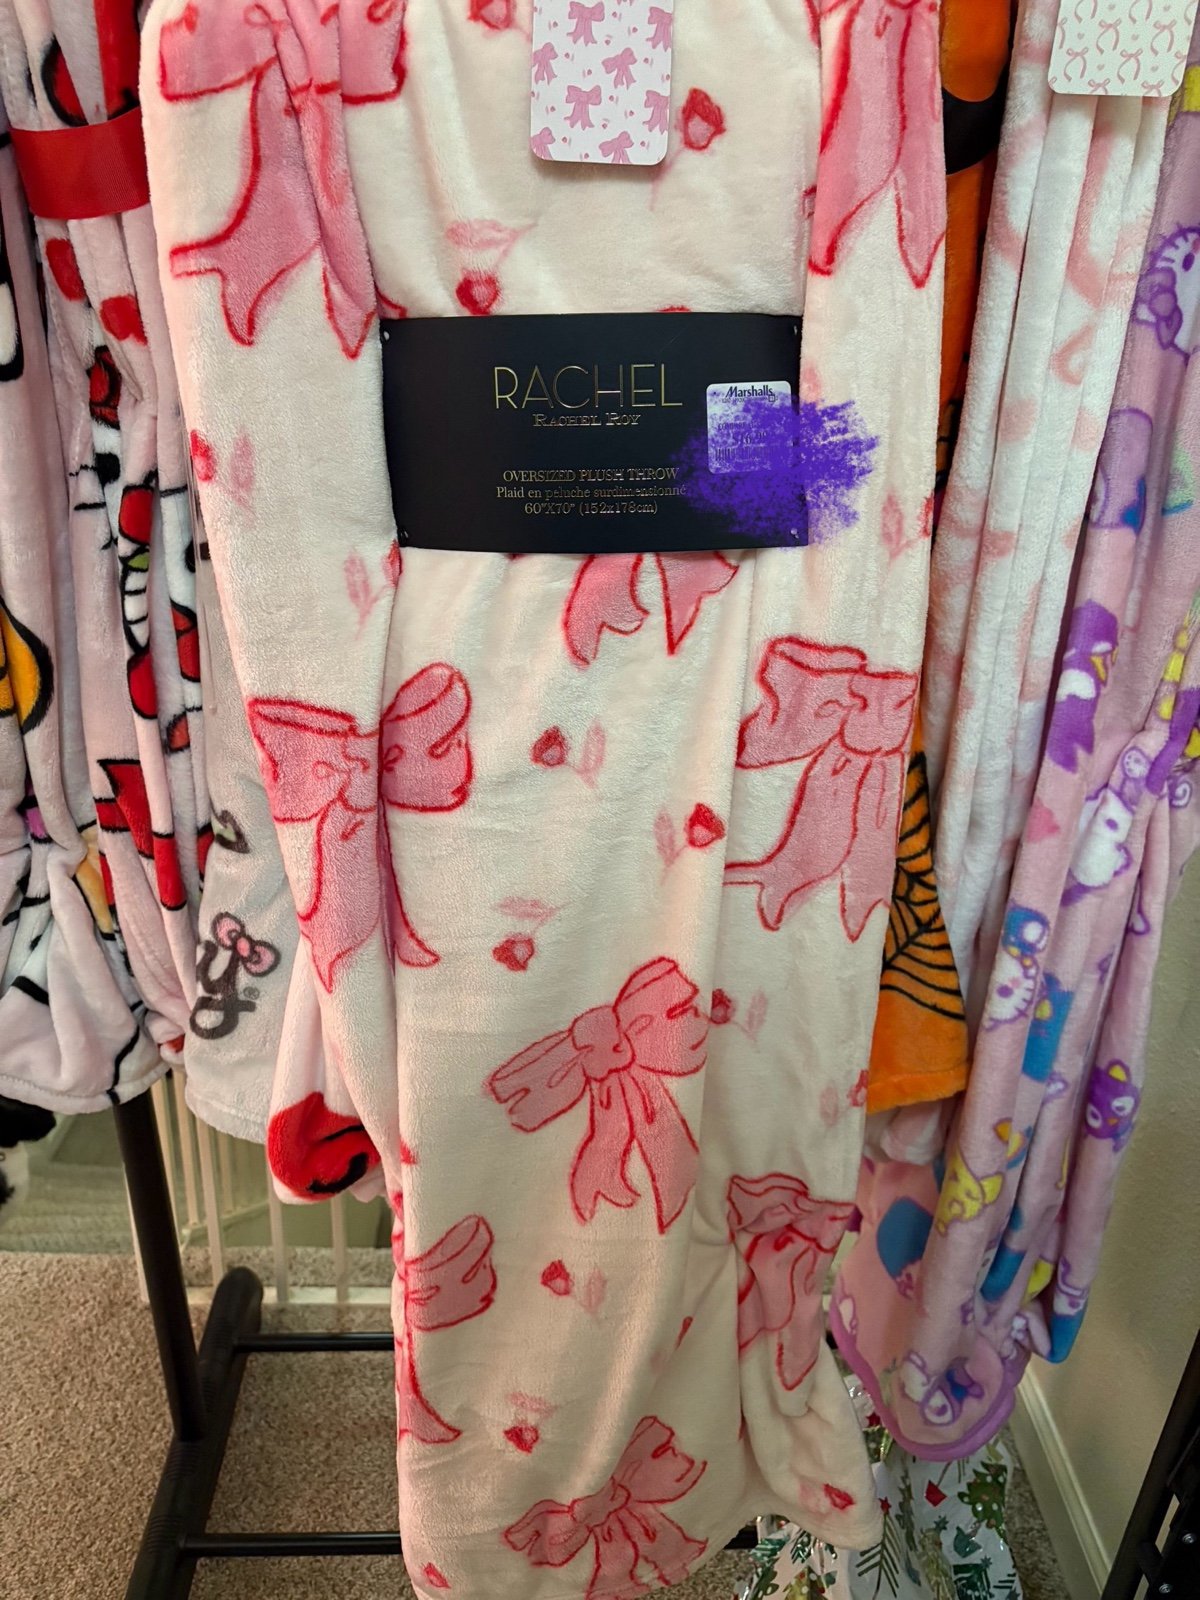 RACHEL
RACHEL ROY
OVERSIZED PLUSH THROW
Plaid en peluche surdimensionné
60"X70" (152x178cm)
Marshalls